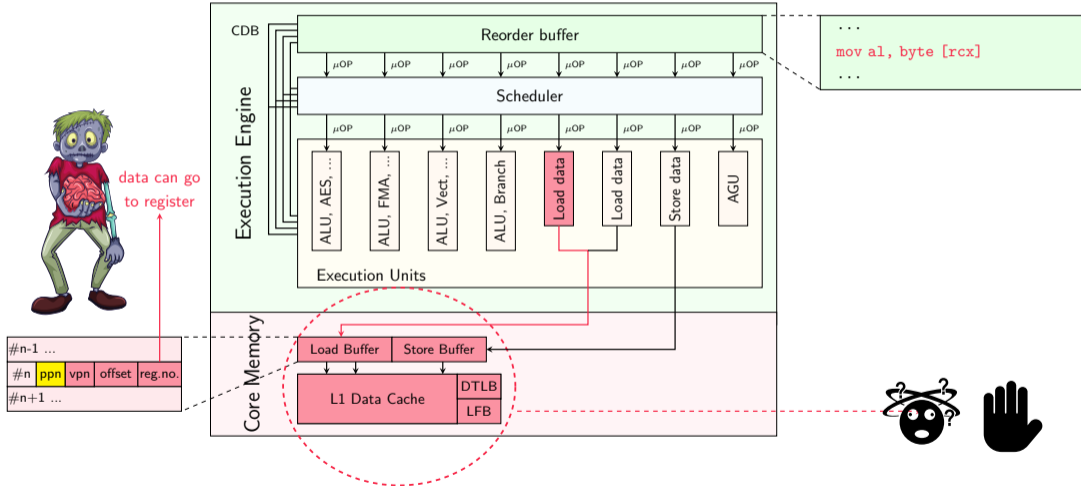 CDB
Reorder buffer
...
mov al, byte [rcx]
...
μOP μOP μOP μOP μOP μOP μOP μOP
Scheduler
μOP μOP μOP μOP μOP μOP μOP μOP
Execution Engine
ALU, AES, ...
ALU, FMA, ...
ALU, Vect, ...
ALU, Branch
Load data
Load data
Store data
AGU
Execution Units
data can go
to register
Core Memory
Load Buffer
Store Buffer
#n-1 ...
#n ppn vpn offset reg.no.
#n+1 ...
L1 Data Cache
DTLB
LFB
? ? ?